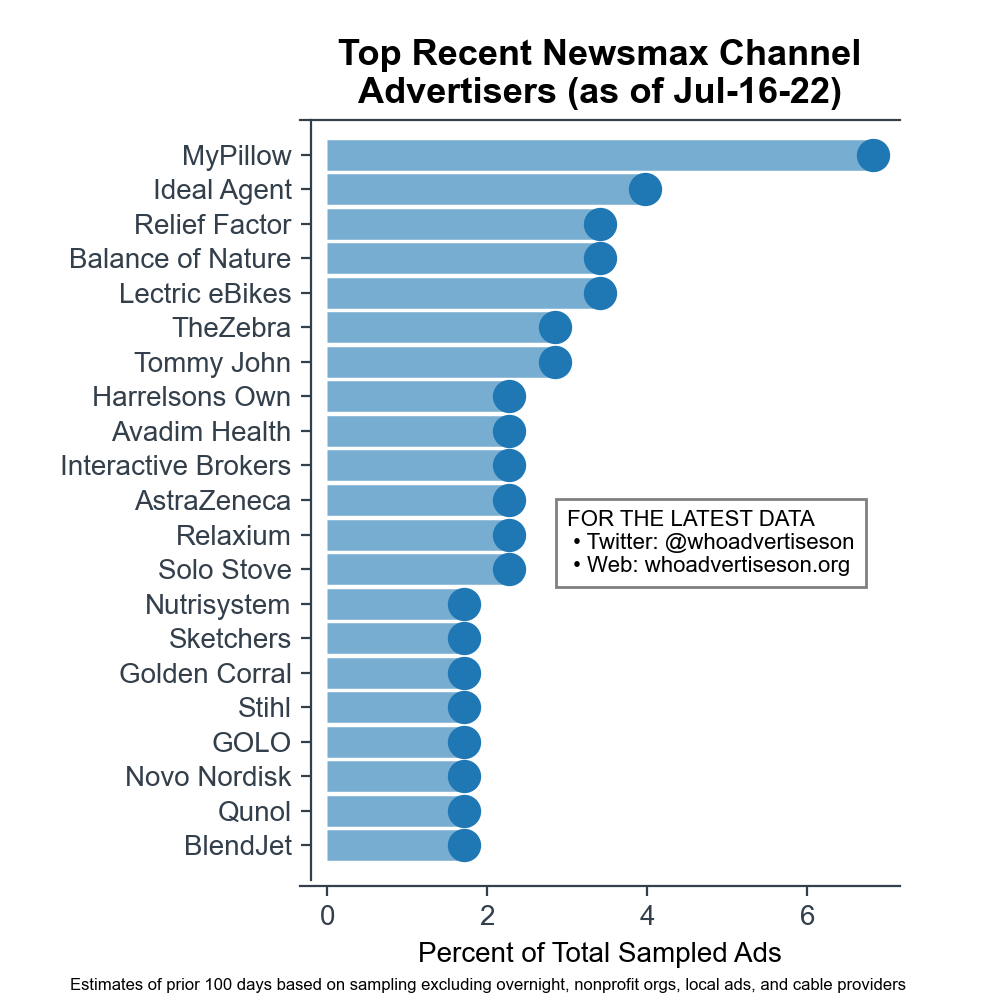 Top Recent Newsmax Channel
Advertisers (as of Jul-16-22)
MyPillow
Ideal Agent
Relief Factor
Balance of Nature
Lectric eBikes
TheZebra
Tommy John
Harrelsons Own
Avadim Health
Interactive Brokers
AstraZeneca
Relaxium
Solo Stove
Nutrisystem
Sketchers
Golden Corral
Stihl
GOLO
Novo Nordisk
Qunol
BlendJet
FOR THE LATEST DATA
• Twitter: @whoadvertiseson
• Web: whoadvertiseson.org
0 2 4 6
Percent of Total Sampled Ads
Estimates of prior 100 days based on sampling excluding overnight, nonprofit orgs, local ads, and cable providers